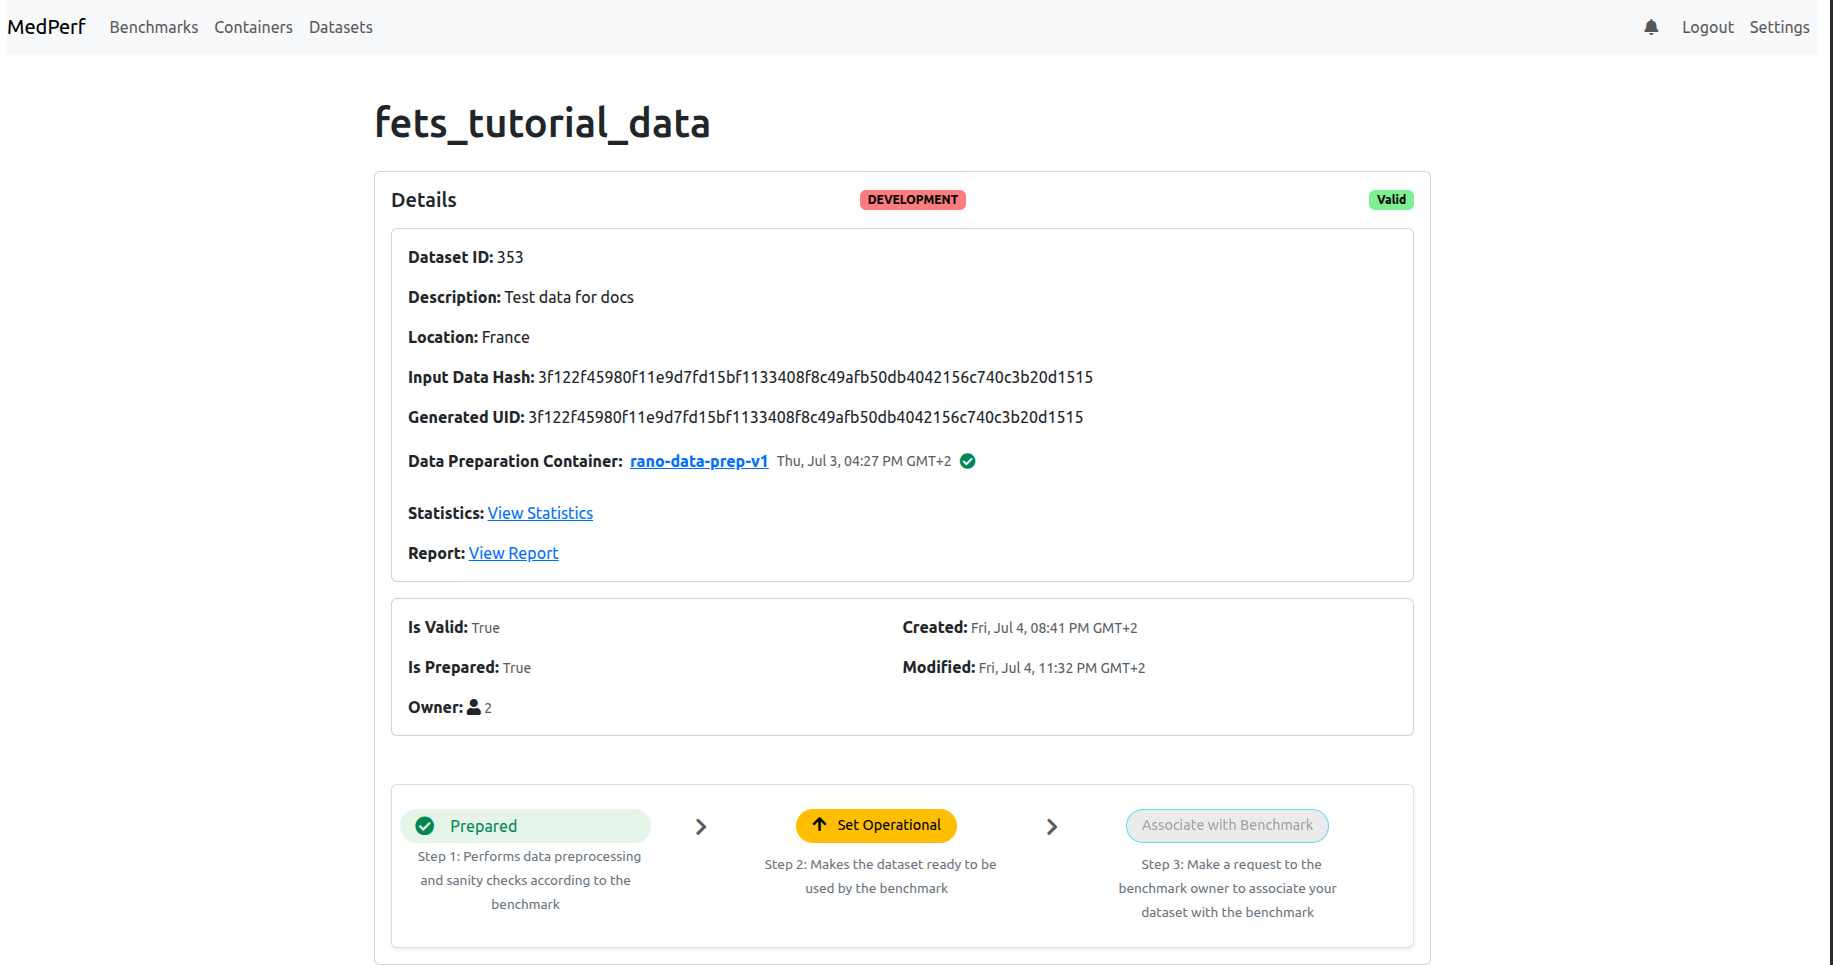 MedPerf Benchmarks Containers Datasets Logout Settings
fets_tutorial_data
Details DEVELOPMENT Valid
Dataset ID: 353
Description: Test data for docs
Location: France
Input Data Hash: 3f122f45980f11e9d7fd15bf1133408f8c49afb50db4042156c740c3b20d1515
Generated UID: 3f122f45980f11e9d7fd15bf1133408f8c49afb50db4042156c740c3b20d1515
Data Preparation Container: rano-data-prep-v1 Thu, Jul 3, 04:27 PM GMT+2
Statistics: View Statistics
Report: View Report
Is Valid: True
Created: Fri, Jul 4, 08:41 PM GMT+2
Is Prepared: True
Modified: Fri, Jul 4, 11:32 PM GMT+2
Owner: 2
Prepared
Step 1: Performs data preprocessing
and sanity checks according to the
benchmark
Set Operational
Step 2: Makes the dataset ready to be
used by the benchmark
Associate with Benchmark
Step 3: Make a request to the
benchmark owner to associate your
dataset with the benchmark